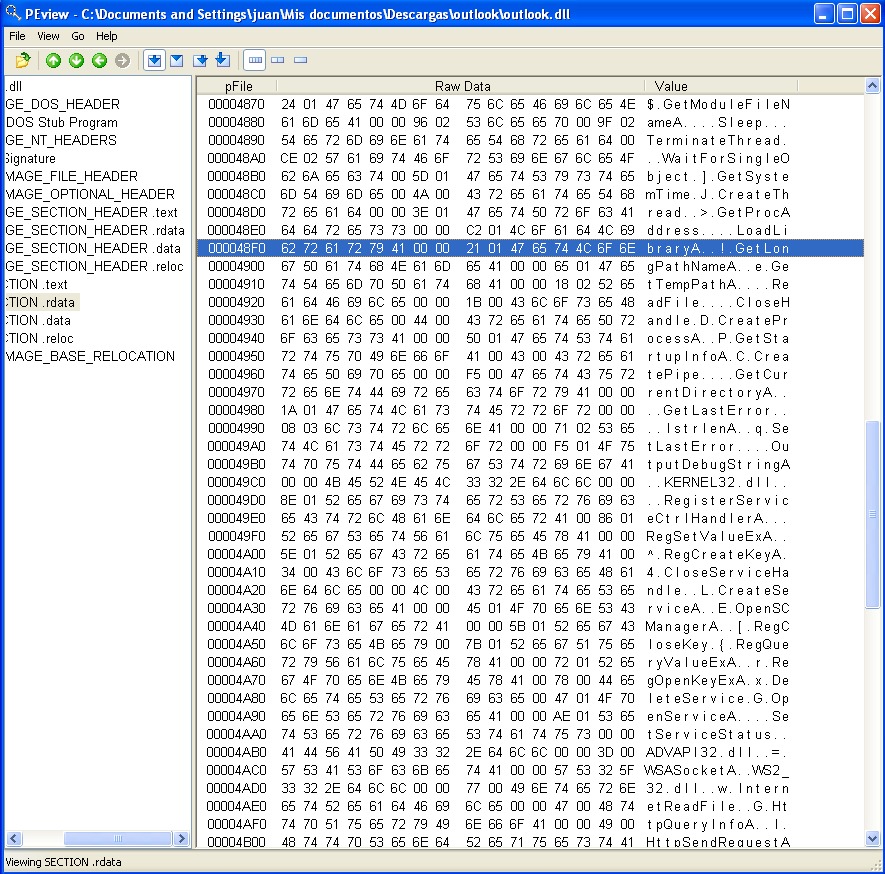 PEview - C:\Documents and Settings\juan\Mis documentos\Descargas\outlook\outlook.dll
File View Go Help
pFile Raw Data Value
.dll
GE_DOS_HEADER
DOS Stub Program
GE_NT_HEADERS
Signature
MAGE_FILE_HEADER
MAGE_OPTIONAL_HEADER
GE_SECTION_HEADER .text
GE_SECTION_HEADER .rdata
GE_SECTION_HEADER .data
GE_SECTION_HEADER .reloc
CTION .text
CTION .rdata
CTION .data
CTION .reloc
MAGE_BASE_RELOCATION
00004870 24 01 47 65 74 4D 6F 64 75 6C 65 46 69 6C 65 4E $.GetModuleFileN
00004880 61 6D 65 41 00 00 96 02 53 6C 65 65 70 00 9F 02 ameA....Sleep...
00004890 54 65 72 6D 69 6E 61 74 65 54 68 72 65 61 64 00 TerminateThread.
000048A0 CE 02 57 61 69 74 46 6F 72 53 69 6E 67 6C 65 4F ..WaitForSingleO
000048B0 62 6A 65 63 74 00 5D 01 47 65 74 53 79 73 74 65 bject.].GetSyste
000048C0 6D 54 69 6D 65 00 4A 00 43 72 65 61 74 65 54 68 mTime.J.CreateTh
000048D0 72 65 61 64 00 00 3E 01 47 65 74 50 72 6F 63 41 read..>.GetProcA
000048E0 64 64 72 65 73 73 00 00 C2 01 4C 6F 61 64 4C 69 ddress....LoadLi
000048F0 62 72 61 72 79 41 00 00 21 01 47 65 74 4C 6F 6E braryA..!.GetLon
00004900 67 50 61 74 68 4E 61 6D 65 41 00 00 65 01 47 65 gPathNameA..e.Ge
00004910 74 54 65 6D 70 50 61 74 68 41 00 00 18 02 52 65 tTempPathA....Re
00004920 61 64 46 69 6C 65 00 00 1B 00 43 6C 6F 73 65 48 adFile....CloseH
00004930 61 6E 64 6C 65 00 44 00 43 72 65 61 74 65 50 72 andle.D.CreatePr
00004940 6F 63 65 73 73 41 00 00 50 01 47 65 74 53 74 61 ocessA..P.GetSta
00004950 72 74 75 70 49 6E 66 6F 41 00 43 00 43 72 65 61 rtupInfoA.C.Crea
00004960 74 65 50 69 70 65 00 00 F5 00 47 65 74 43 75 72 tePipe....GetCur
00004970 72 65 6E 74 44 69 72 65 63 74 6F 72 79 41 00 00 rentDirectoryA..
00004980 1A 01 47 65 74 4C 61 73 74 45 72 72 6F 72 00 00 ..GetLastError..
00004990 08 03 6C 73 74 72 6C 65 6E 41 00 00 71 02 53 65 ..lstrlenA..q.Se
000049A0 74 4C 61 73 74 45 72 72 6F 72 00 00 F5 01 4F 75 tLastError....Ou
000049B0 74 70 75 74 44 65 62 75 67 53 74 72 69 6E 67 41 tputDebugStringA
000049C0 00 00 4B 45 52 4E 45 4C 33 32 2E 64 6C 6C 00 00 ..KERNEL32.dll..
000049D0 8E 01 52 65 67 69 73 74 65 72 53 65 72 76 69 63 ..RegisterServic
000049E0 65 43 74 72 6C 48 61 6E 64 6C 65 72 41 00 86 01 eCtrlHandlerA...
000049F0 52 65 67 53 65 74 56 61 6C 75 65 45 78 41 00 00 RegSetValueExA..
00004A00 5E 01 52 65 67 43 72 65 61 74 65 4B 65 79 41 00 ^.RegCreateKeyA.
00004A10 34 00 43 6C 6F 73 65 53 65 72 76 69 63 65 48 61 4.CloseServiceHa
00004A20 6E 64 6C 65 00 00 4C 00 43 72 65 61 74 65 53 65 ndle..L.CreateSe
00004A30 72 76 69 63 65 41 00 00 45 01 4F 70 65 6E 53 43 rviceA..E.OpenSC
00004A40 4D 61 6E 61 67 65 72 41 00 00 5B 01 52 65 67 43 ManagerA..[.RegC
00004A50 6C 6F 73 65 4B 65 79 00 7B 01 52 65 67 51 75 65 loseKey.{.RegQue
00004A60 72 79 56 61 6C 75 65 45 78 41 00 00 72 01 52 65 ryValueExA..r.Re
00004A70 67 4F 70 65 6E 4B 65 79 45 78 41 00 78 00 44 65 gOpenKeyExA.x.De
00004A80 6C 65 74 65 53 65 72 76 69 63 65 00 47 01 4F 70 leteService.G.Op
00004A90 65 6E 53 65 72 76 69 63 65 41 00 00 AE 01 53 65 enServiceA....Se
00004AA0 74 53 65 72 76 69 63 65 53 74 61 74 75 73 00 00 tServiceStatus..
00004AB0 41 44 56 41 50 49 33 32 2E 64 6C 6C 00 00 3D 00 ADVAPI32.dll..=.
00004AC0 57 53 41 53 6F 63 6B 65 74 41 00 00 57 53 32 5F WSASocketA..WS2_
00004AD0 33 32 2E 64 6C 6C 00 00 77 00 49 6E 74 65 72 6E 32.dll..w.Intern
00004AE0 65 74 52 65 61 64 46 69 6C 65 00 00 47 00 48 74 etReadFile..G.Ht
00004AF0 74 70 51 75 65 72 79 49 6E 66 6F 41 00 00 49 00 tpQueryInfoA..I.
00004B00 48 74 74 70 53 65 6E 64 52 65 71 75 65 73 74 41 HttpSendRequestA
Viewing SECTION .rdata